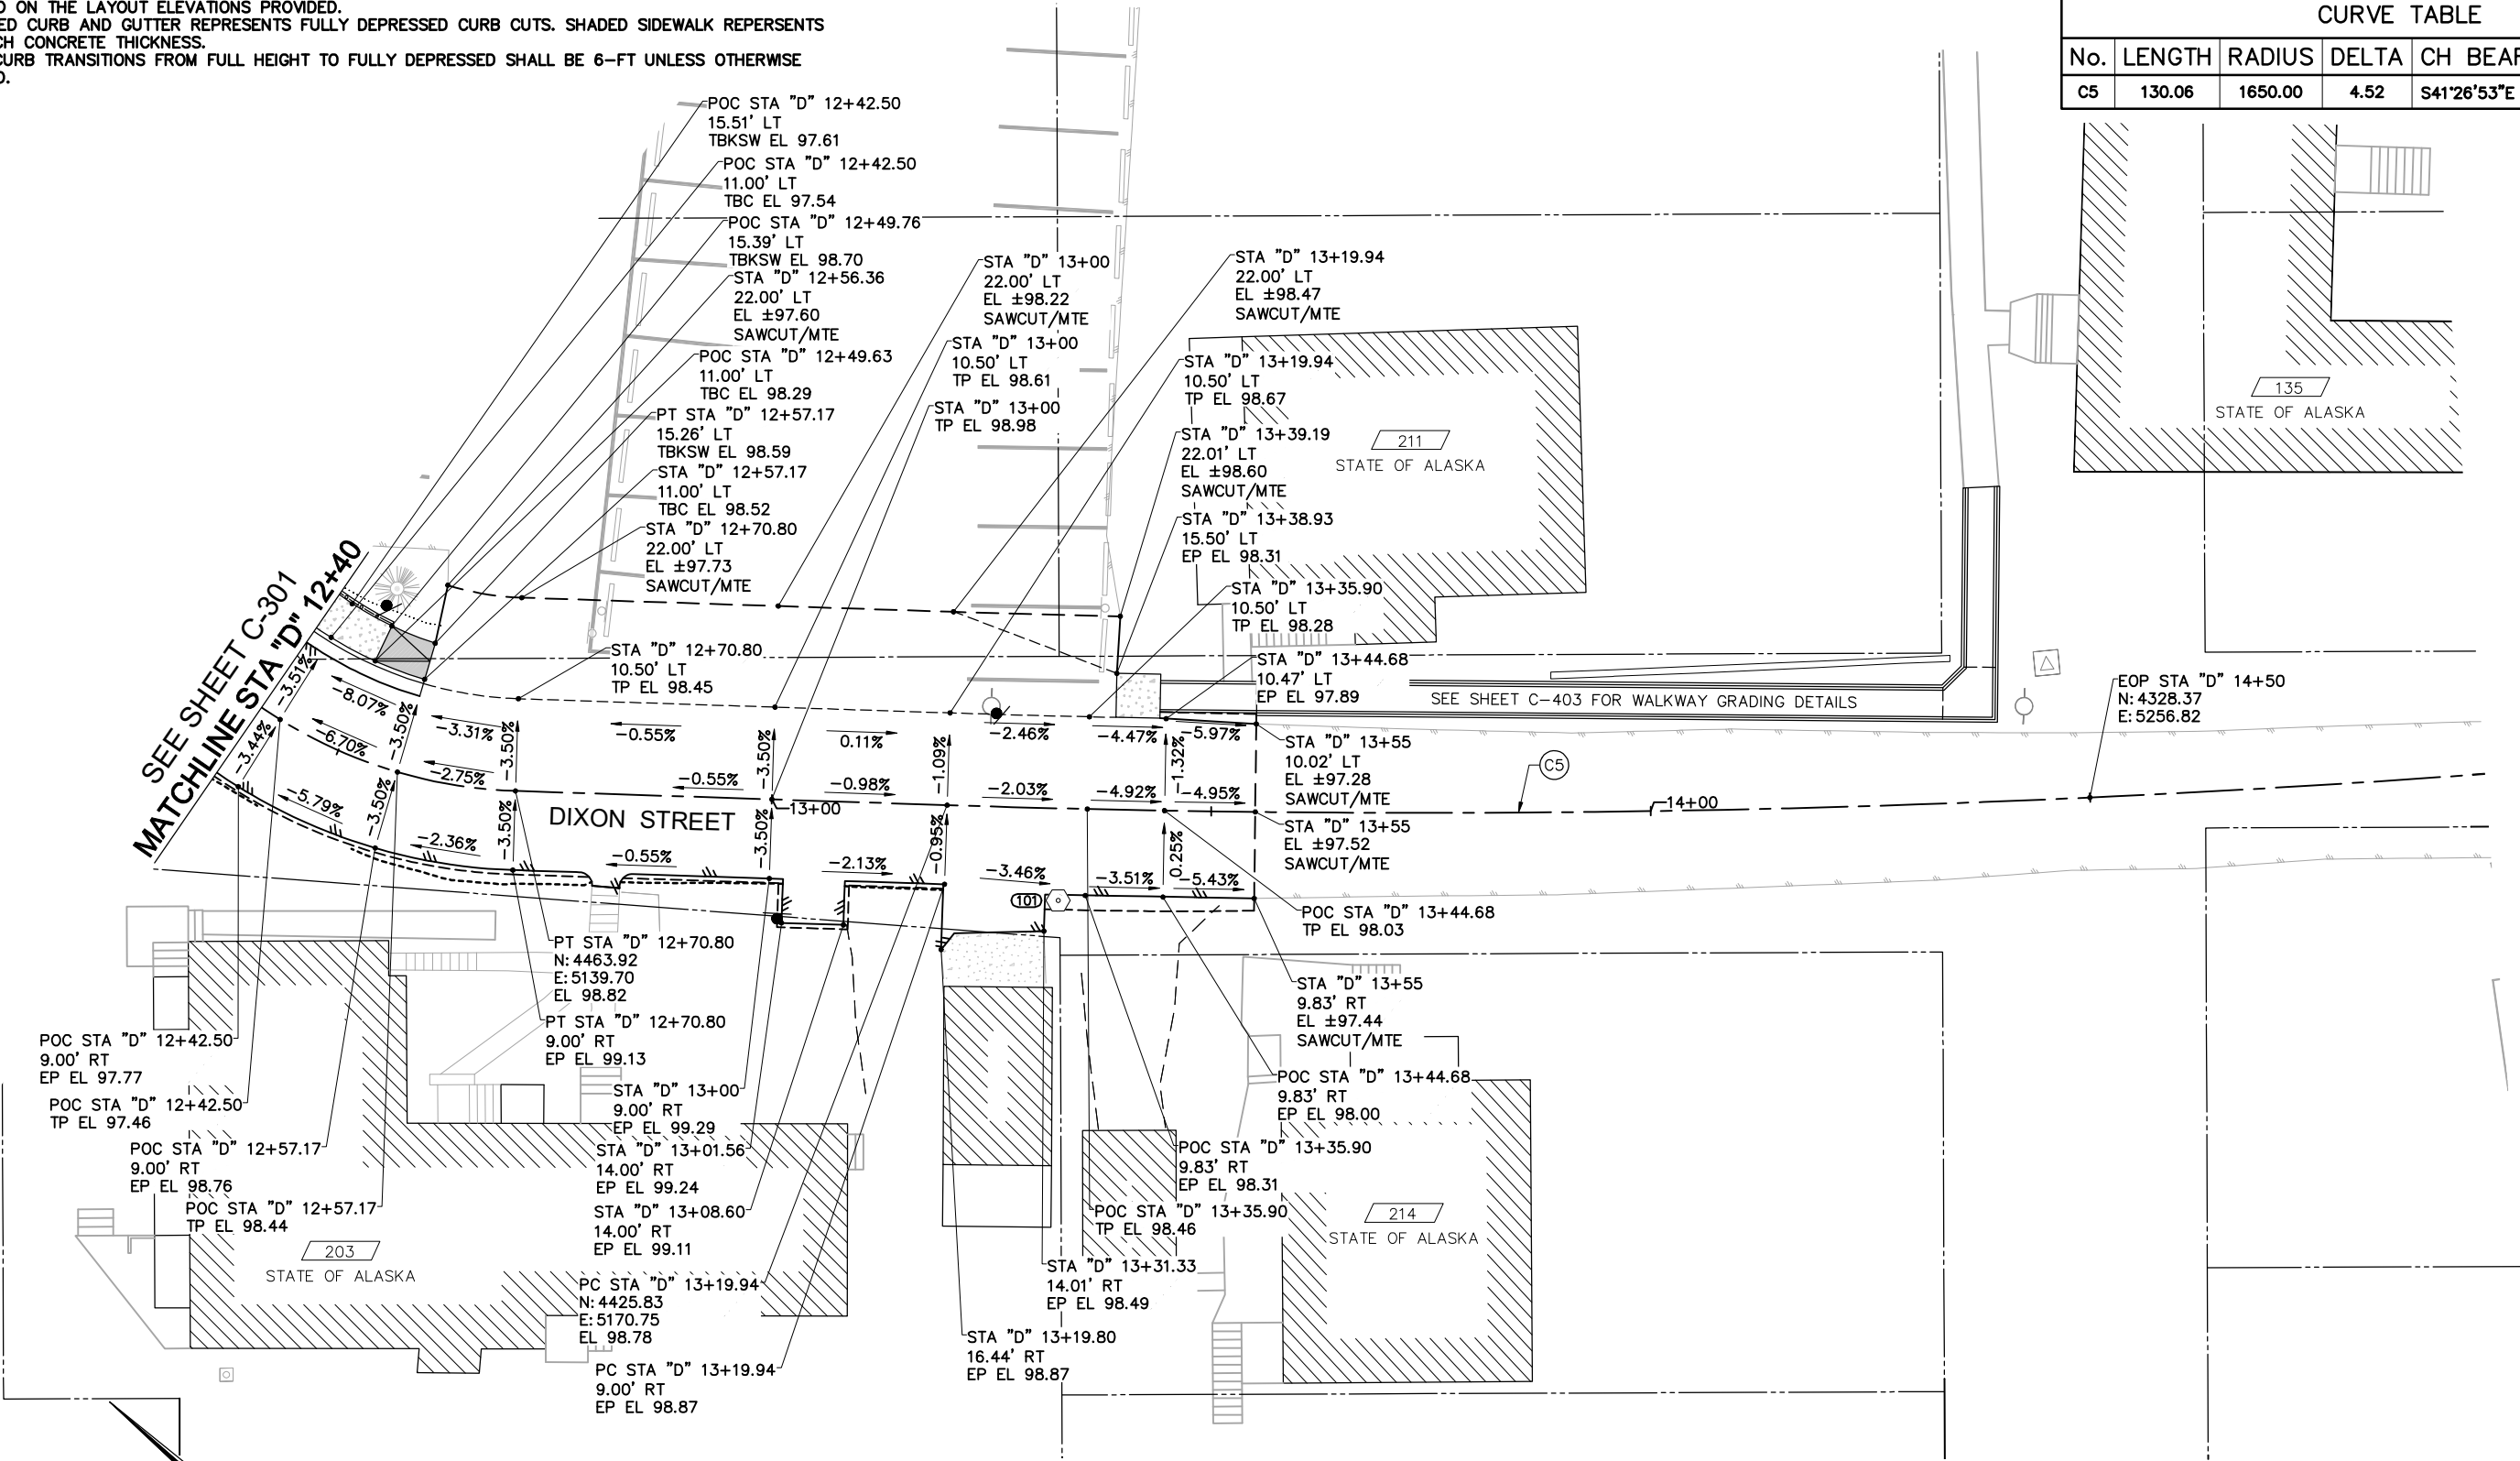 ON THE LAYOUT ELEVATIONS PROVIDED.
ED CURB AND GUTTER REPRESENTS FULLY DEPRESSED CURB CUTS. SHADED SIDEWALK REPERSENTS
CH CONCRETE THICKNESS.
CURB TRANSITIONS FROM FULL HEIGHT TO FULLY DEPRESSED SHALL BE 6-FT UNLESS OTHERWISE
CURVE TABLE
No. LENGTH RADIUS DELTA CH BEAR
C5 130.06 1650.00 4.52 S41°26'53"E
POC STA "D" 12+42.50
15.51' LT
TBKSW EL 97.61
POC STA "D" 12+42.50
11.00' LT
TBC EL 97.54
POC STA "D" 12+49.76
15.39' LT
TBKSW EL 98.70
STA "D" 12+56.36
22.00' LT
EL ±97.60
SAWCUT/MTE
POC STA "D" 12+49.63
11.00' LT
TBC EL 98.29
PT STA "D" 12+57.17
15.26' LT
TBKSW EL 98.59
STA "D" 12+57.17
11.00' LT
TBC EL 98.52
STA "D" 12+70.80
22.00' LT
EL ±97.73
SAWCUT/MTE
STA "D" 12+70.80
10.50' LT
TP EL 98.45
STA "D" 13+00
22.00' LT
EL ±98.22
SAWCUT/MTE
STA "D" 13+00
10.50' LT
TP EL 98.61
STA "D" 13+00
TP EL 98.98
STA "D" 13+19.94
22.00' LT
EL ±98.47
SAWCUT/MTE
STA "D" 13+19.94
10.50' LT
TP EL 98.67
STA "D" 13+39.19
22.01' LT
EL ±98.60
SAWCUT/MTE
STA "D" 13+38.93
15.50' LT
EP EL 98.31
STA "D" 13+35.90
10.50' LT
TP EL 98.28
STA "D" 13+44.68
10.47' LT
EP EL 97.89
211
STATE OF ALASKA
135
STATE OF ALASKA
SEE SHEET C-403 FOR WALKWAY GRADING DETAILS
EOP STA "D" 14+50
N: 4328.37
E: 5256.82
STA "D" 13+55
10.02' LT
EL ±97.28
SAWCUT/MTE
STA "D" 13+55
EL ±97.52
SAWCUT/MTE
C5
14+00
SEE SHEET C-301
MATCHLINE STA "D" 12+40
-3.51%
-3.44%
-8.07%
-6.70%
-5.79%
-3.50%
-3.50%
-3.31%
-2.75%
-2.36%
-3.50%
-3.50%
-0.55%
-0.55%
-0.55%
DIXON STREET
-3.50%
-3.50%
13+00
0.11%
-0.98%
-2.13%
-1.09%
-0.95%
-2.46%
-2.03%
-3.46%
-4.47%
-4.92%
-3.51%
-1.32%
0.25%
-5.97%
-4.95%
-5.43%
101
POC STA "D" 13+44.68
TP EL 98.03
STA "D" 13+55
9.83' RT
EL ±97.44
SAWCUT/MTE
POC STA "D" 13+44.68
9.83' RT
EP EL 98.00
POC STA "D" 13+35.90
9.83' RT
EP EL 98.31
POC STA "D" 13+35.90
TP EL 98.46
STA "D" 13+31.33
14.01' RT
EP EL 98.49
STA "D" 13+19.80
16.44' RT
EP EL 98.87
PT STA "D" 12+70.80
N: 4463.92
E: 5139.70
EL 98.82
PT STA "D" 12+70.80
9.00' RT
EP EL 99.13
STA "D" 13+00
9.00' RT
EP EL 99.29
STA "D" 13+01.56
14.00' RT
EP EL 99.24
STA "D" 13+08.60
14.00' RT
EP EL 99.11
PC STA "D" 13+19.94
N: 4425.83
E: 5170.75
EL 98.78
PC STA "D" 13+19.94
9.00' RT
EP EL 98.87
POC STA "D" 12+42.50
9.00' RT
EP EL 97.77
POC STA "D" 12+42.50
TP EL 97.46
POC STA "D" 12+57.17
9.00' RT
EP EL 98.76
POC STA "D" 12+57.17
TP EL 98.44
203
STATE OF ALASKA
214
STATE OF ALASKA